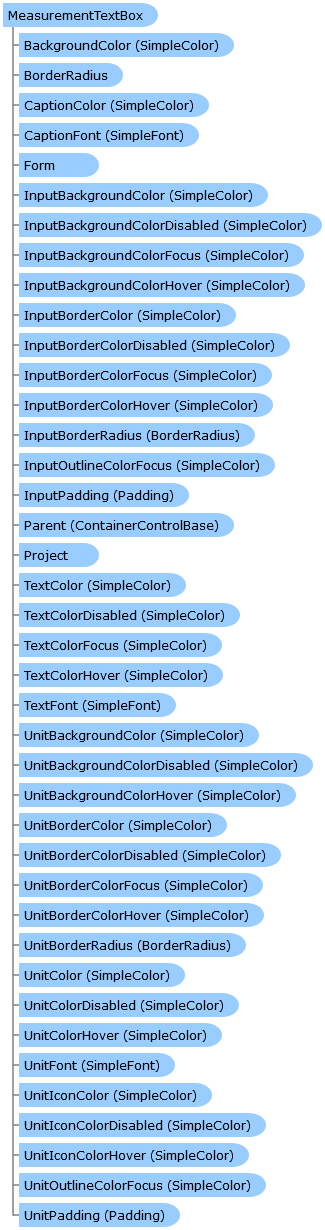 MeasurementTextBox
BackgroundColor (SimpleColor)
BorderRadius
CaptionColor (SimpleColor)
CaptionFont (SimpleFont)
Form
InputBackgroundColor (SimpleColor)
InputBackgroundColorDisabled (SimpleColor)
InputBackgroundColorFocus (SimpleColor)
InputBackgroundColorHover (SimpleColor)
InputBorderColor (SimpleColor)
InputBorderColorDisabled (SimpleColor)
InputBorderColorFocus (SimpleColor)
InputBorderColorHover (SimpleColor)
InputBorderRadius (BorderRadius)
InputOutlineColorFocus (SimpleColor)
InputPadding (Padding)
Parent (ContainerControlBase)
Project
TextColor (SimpleColor)
TextColorDisabled (SimpleColor)
TextColorFocus (SimpleColor)
TextColorHover (SimpleColor)
TextFont (SimpleFont)
UnitBackgroundColor (SimpleColor)
UnitBackgroundColorDisabled (SimpleColor)
UnitBackgroundColorHover (SimpleColor)
UnitBorderColor (SimpleColor)
UnitBorderColorDisabled (SimpleColor)
UnitBorderColorFocus (SimpleColor)
UnitBorderColorHover (SimpleColor)
UnitBorderRadius (BorderRadius)
UnitColor (SimpleColor)
UnitColorDisabled (SimpleColor)
UnitColorHover (SimpleColor)
UnitFont (SimpleFont)
UnitIconColor (SimpleColor)
UnitIconColorDisabled (SimpleColor)
UnitIconColorHover (SimpleColor)
UnitOutlineColorFocus (SimpleColor)
UnitPadding (Padding)